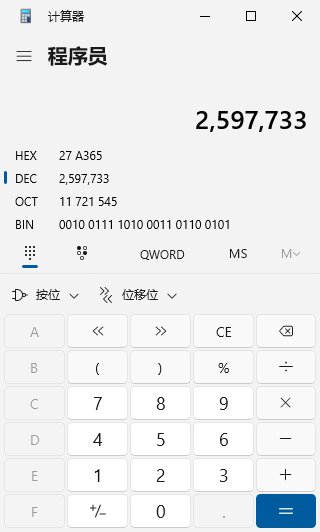 计算器
程序员
2,597,733
HEX 27 A365
DEC 2,597,733
OCT 11 721 545
BIN 0010 0111 1010 0011 0110 0101
QWORD MS M
按位 位移位
A << >> CE
B ( ) % ÷
C 7 8 9 ×
D 4 5 6 −
E 1 2 3 +
F +/− 0 . =